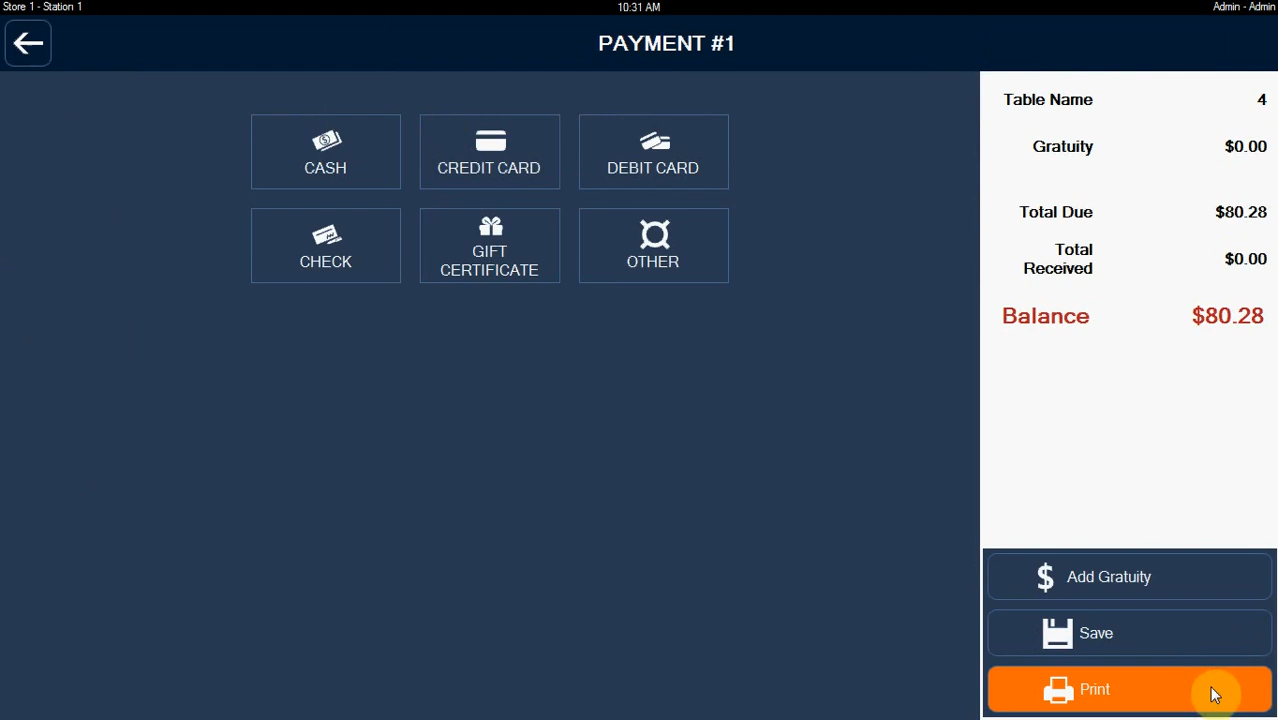 Store 1 - Station 1
10:31 AM
Admin - Admin
PAYMENT #1
CASH
CREDIT CARD
DEBIT CARD
CHECK
GIFT
CERTIFICATE
OTHER
Table Name 4
Gratuity $0.00
Total Due $80.28
Total
Received $0.00
Balance $80.28
Add Gratuity
Save
Print